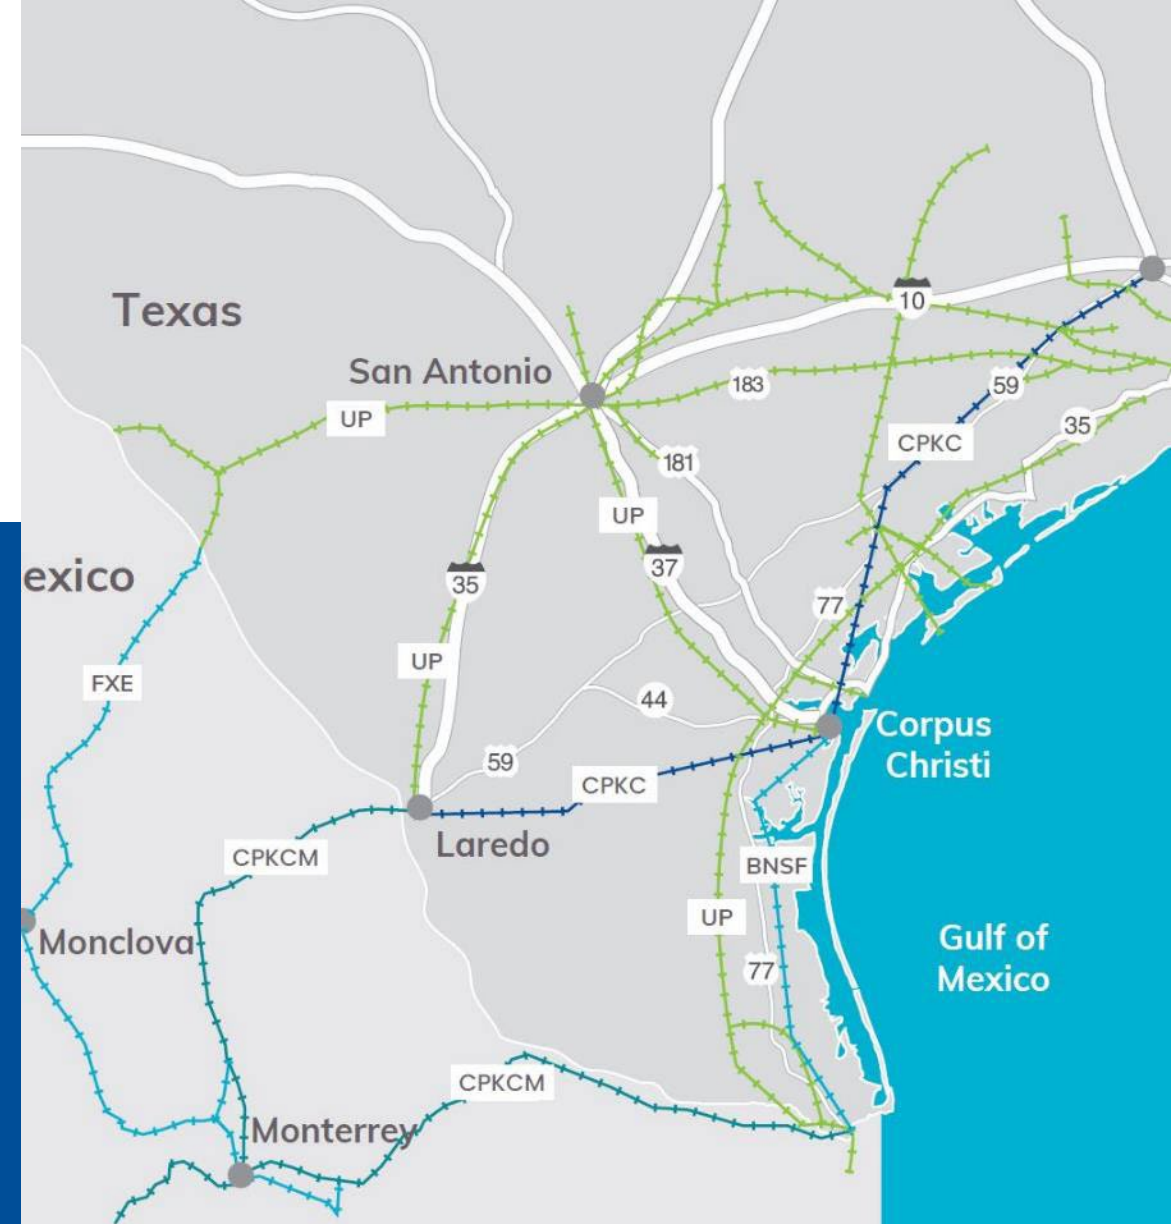 10
Texas
San Antonio
183
59
UP
35
CPKC
181
UP
exico
37
35
77
UP
FXE
44
Corpus
Christi
59
CPKC
Laredo
CPKCM
BNSF
UP
Monclova
Gulf of
Mexico
77
CPKCM
Monterrey